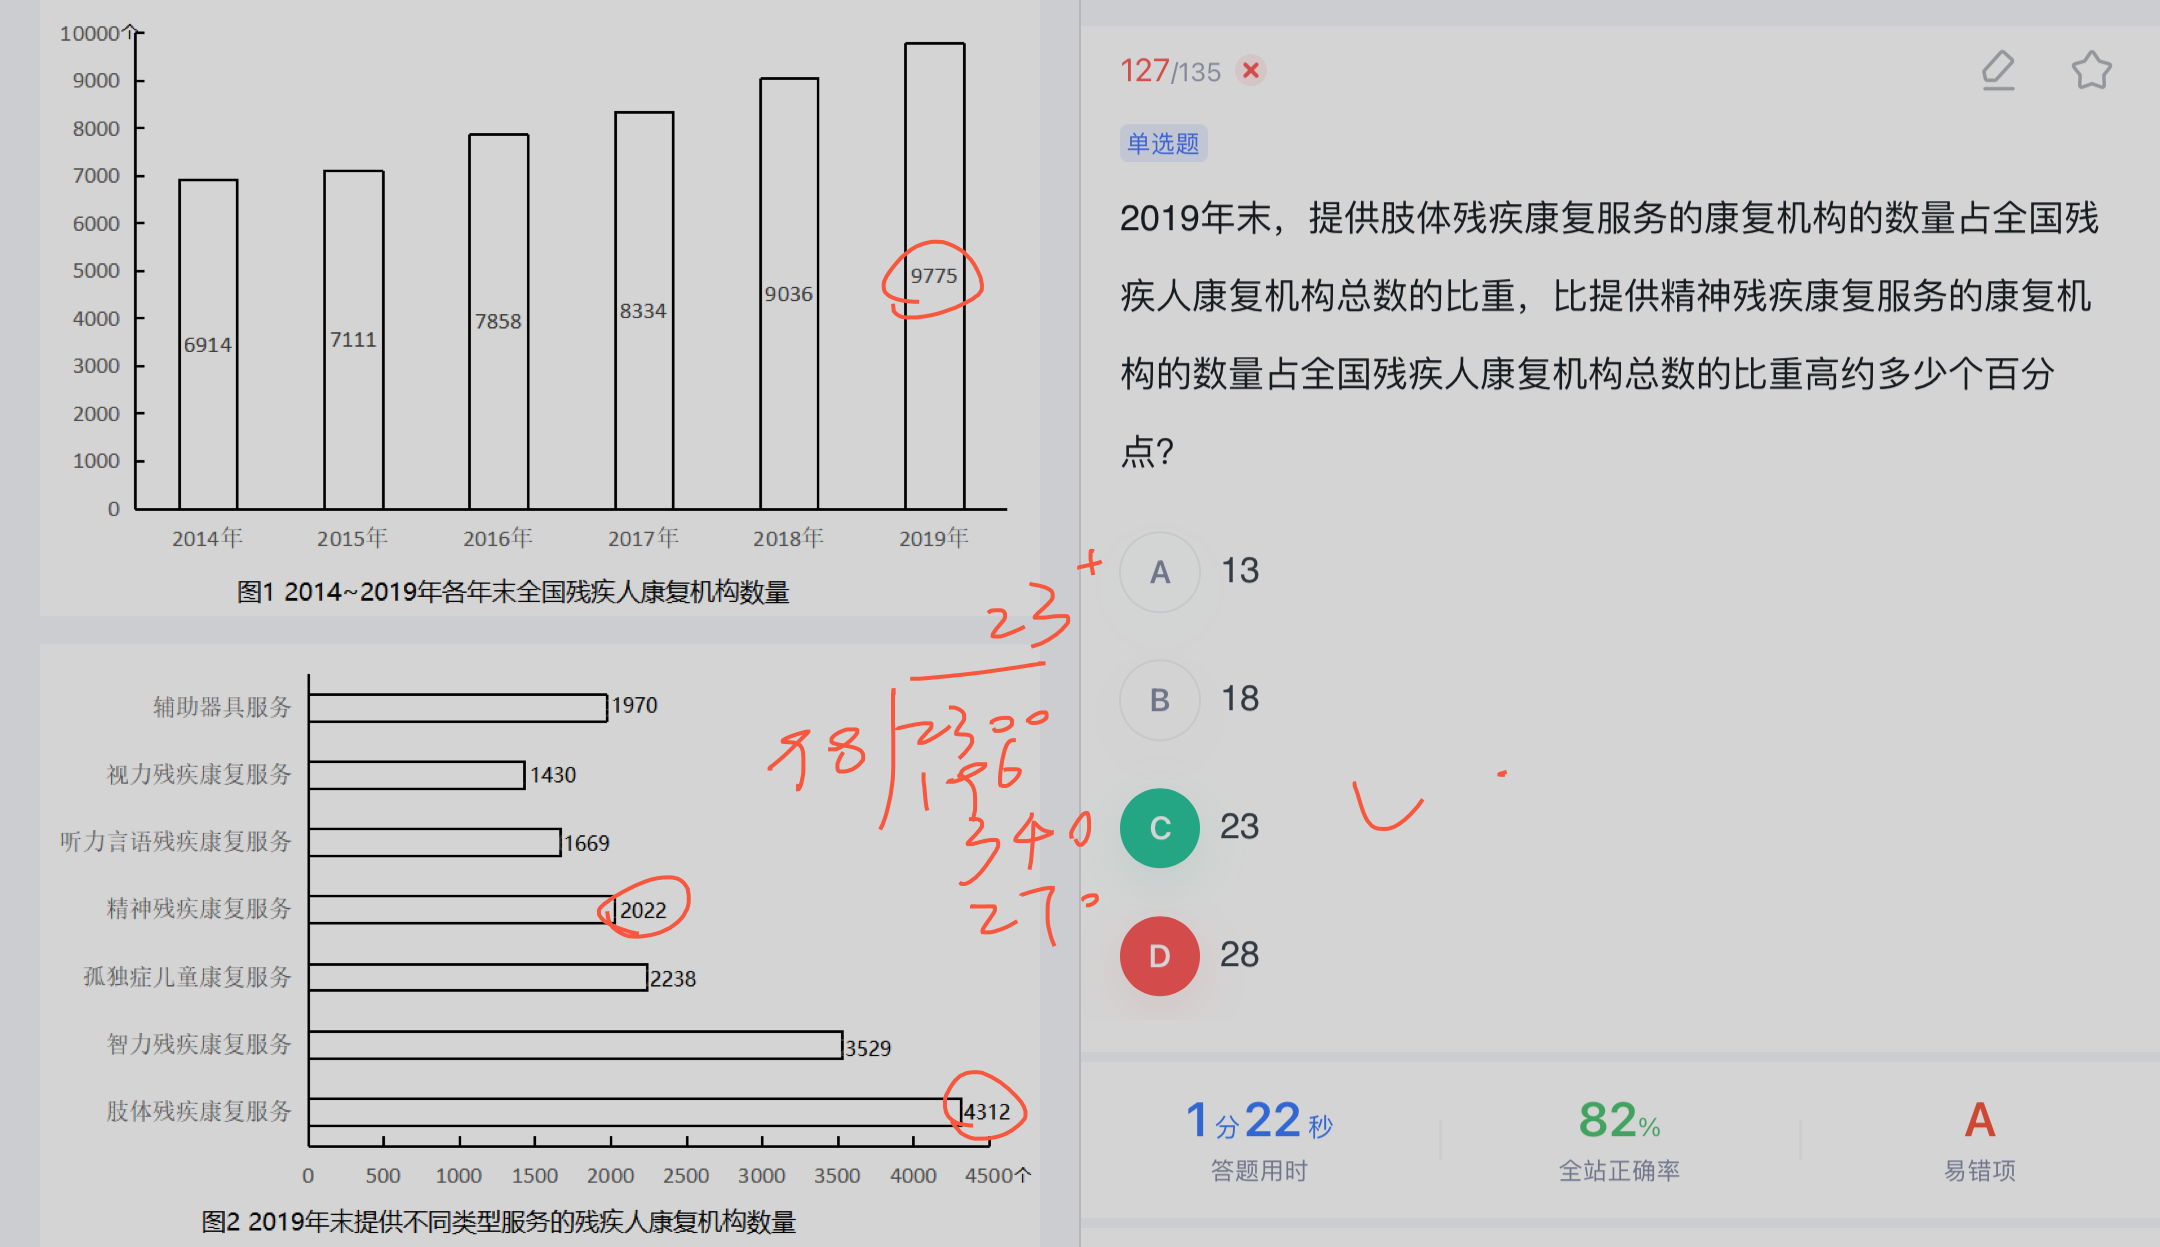 10000个
9000
8000
7000
6000
5000
4000
3000
2000
1000
0
6914
7111
7858
8334
9036
9775
2014年 2015年 2016年 2017年 2018年 2019年
图1 2014~2019年各年末全国残疾人康复机构数量
辅助器具服务 1970
视力残疾康复服务 1430
听力言语残疾康复服务 1669
精神残疾康复服务 2022
孤独症儿童康复服务 2238
智力残疾康复服务 3529
肢体残疾康复服务 4312
0 500 1000 1500 2000 2500 3000 3500 4000 4500个
图2 2019年末提供不同类型服务的残疾人康复机构数量
23+
98 2300
196
340
270
127/135
单选题
2019年末，提供肢体残疾康复服务的康复机构的数量占全国残
疾人康复机构总数的比重，比提供精神残疾康复服务的康复机
构的数量占全国残疾人康复机构总数的比重高约多少个百分
点?
A 13
B 18
C 23
D 28
1分22秒
答题用时
82%
全站正确率
A
易错项